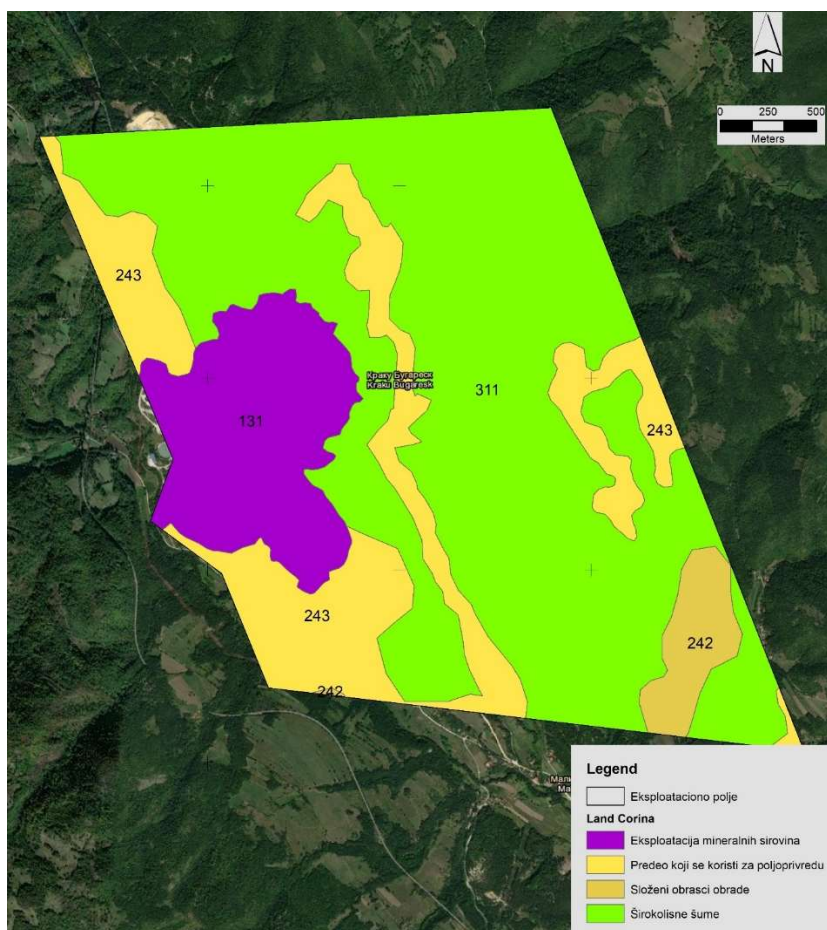 N
0 250 500
Meters
243
Краку Бугареск
Kraku Bugaresk
131
311
243
243
242
242
Legend
Eksploataciono polje
Land Corina
Eksploatacija mineralnih sirovina
Predeo koji se koristi za poljoprivredu
Složeni obrasci obrade
Širokolisne šume